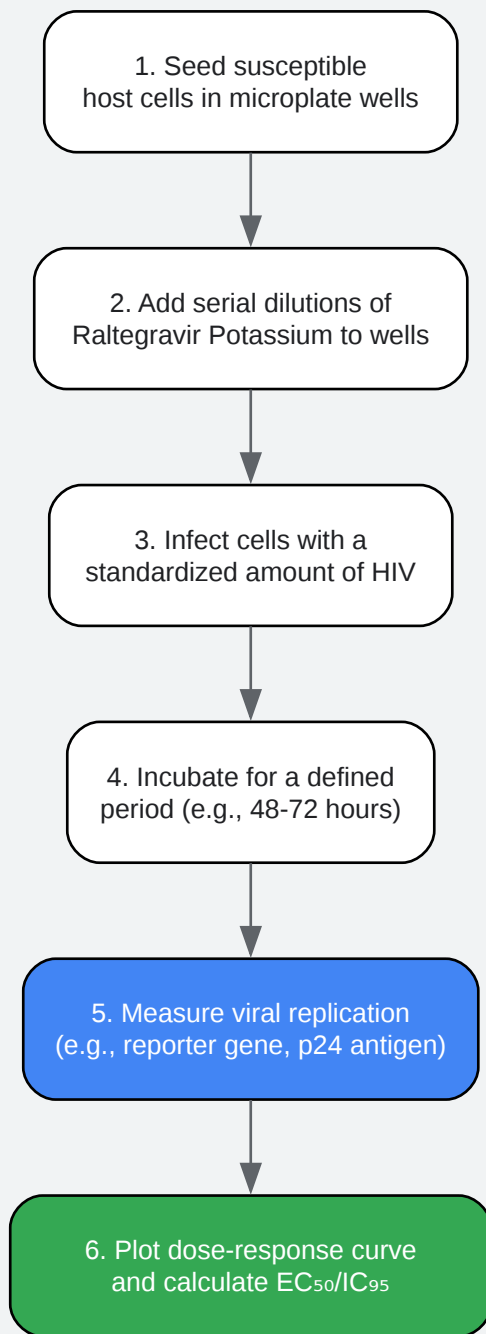 1. Seed susceptible
host cells in microplate wells
2. Add serial dilutions of
Raltegravir Potassium to wells
3. Infect cells with a
standardized amount of HIV
4. Incubate for a defined
period (e.g., 48-72 hours)
5. Measure viral replication
(e.g., reporter gene, p24 antigen)
6. Plot dose-response curve
and calculate EC₅₀/IC₉₅